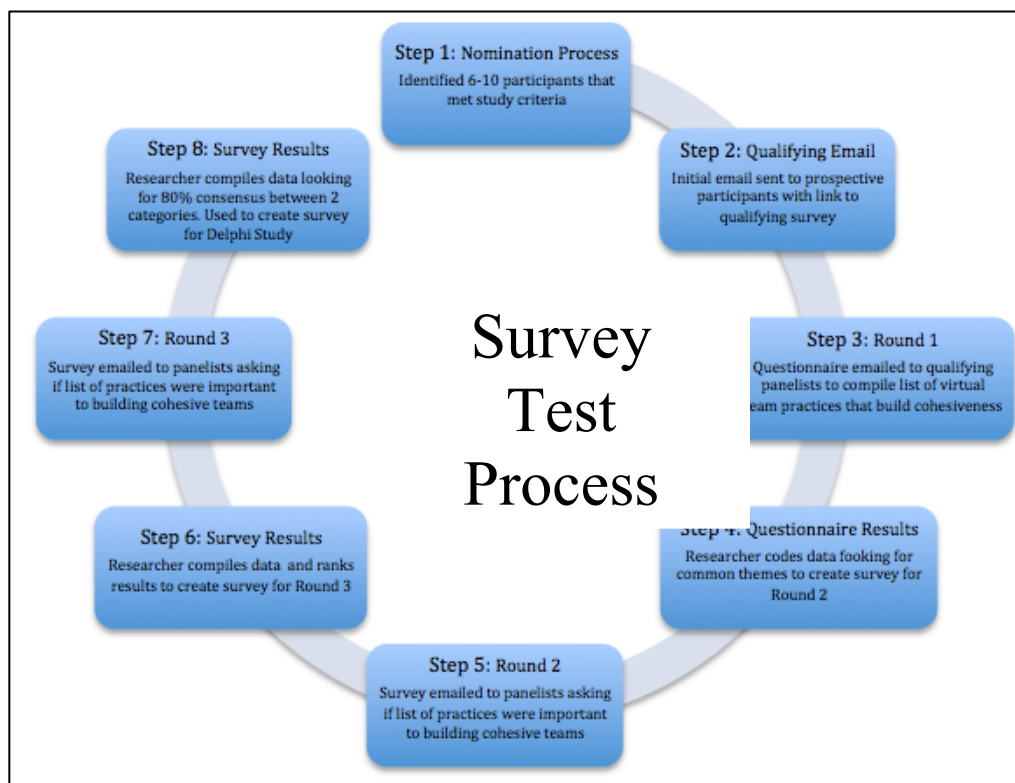 Step 1: Nomination Process
Identified 6-10 participants that
met study criteria
Step 2: Qualifying Email
Initial email sent to prospective
participants with link to
qualifying survey
Step 3: Round 1
Questionnaire emailed to qualifying
panelists to compile list of virtual
eam practices that build cohesiveness
Step 4: Questionnaire Results
Researcher codes data fooking for
common themes to create survey for
Round 2
Step 5: Round 2
Survey emailed to panelists asking
if list of practices were important
to building cohesive teams
Step 6: Survey Results
Researcher compiles data and ranks
results to create survey for Round 3
Step 7: Round 3
Survey emailed to panelists asking
if list of practices were important
to building cohesive teams
Step 8: Survey Results
Researcher compiles data looking
for 80% consensus between 2
categories. Used to create survey
for Delphi Study
Survey
Test
Process